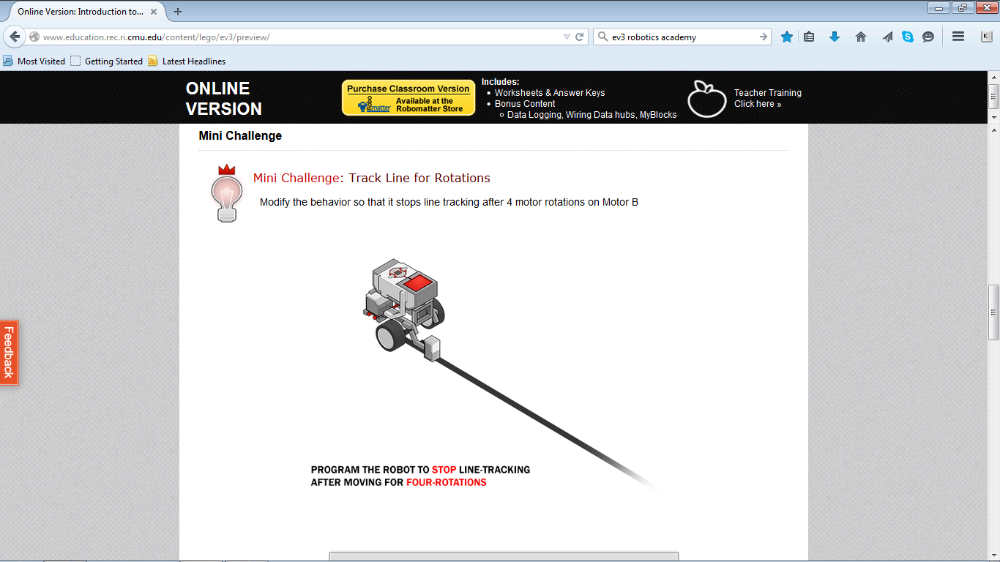 Online Version: Introduction to...
www.education.rec.ri.cmu.edu/content/lego/ev3/preview/
ev3 robotics academy
Most Visited
Getting Started
Latest Headlines
ONLINE
VERSION
Purchase Classroom Version
Available at the
Robomatter Store
Includes:
Worksheets & Answer Keys
Bonus Content
Data Logging, Wiring Data hubs, MyBlocks
Teacher Training
Click here »
Mini Challenge
Mini Challenge: Track Line for Rotations
Modify the behavior so that it stops line tracking after 4 motor rotations on Motor B
Feedback
PROGRAM THE ROBOT TO STOP LINE-TRACKING
AFTER MOVING FOR FOUR-ROTATIONS